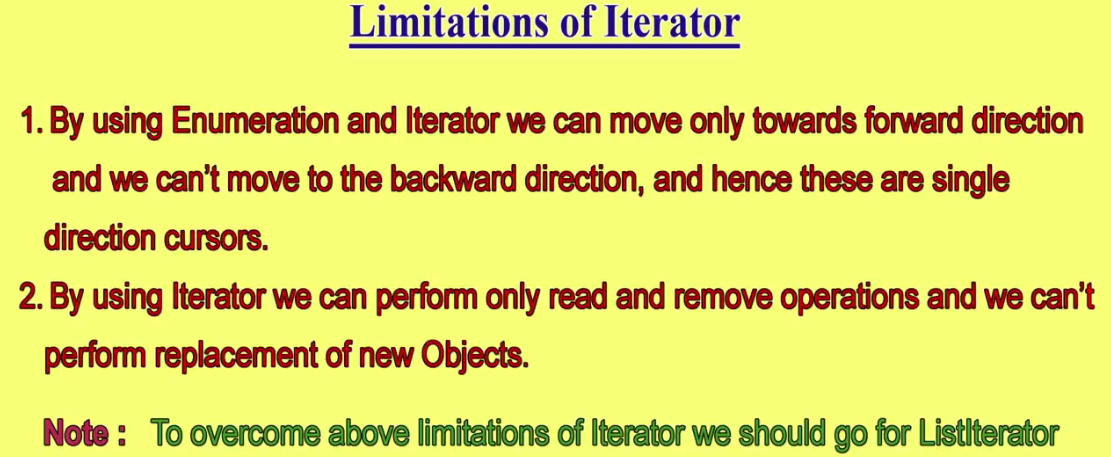 Limitations of Iterator
1. By using Enumeration and Iterator we can move only towards forward direction
and we can't move to the backward direction, and hence these are single
direction cursors.
2. By using Iterator we can perform only read and remove operations and we can't
perform replacement of new Objects.
Note : To overcome above limitations of Iterator we should go for ListIterator